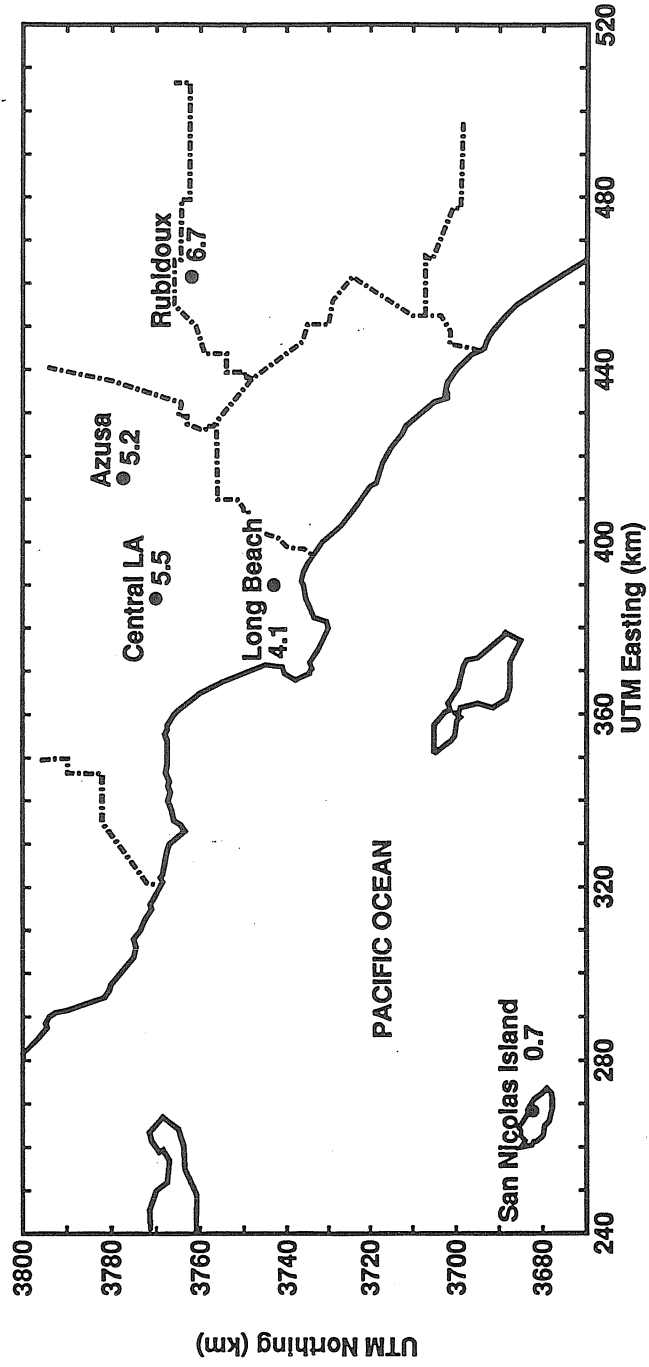 UTM Northing (km)
3800
3780
3760
3740
3720
3700
3680
240
280
320
360
400
440
480
520
UTM Easting (km)
Rubidoux
6.7
Azusa
5.2
Central LA
5.5
Long Beach
4.1
PACIFIC OCEAN
San Nicolas Island
0.7